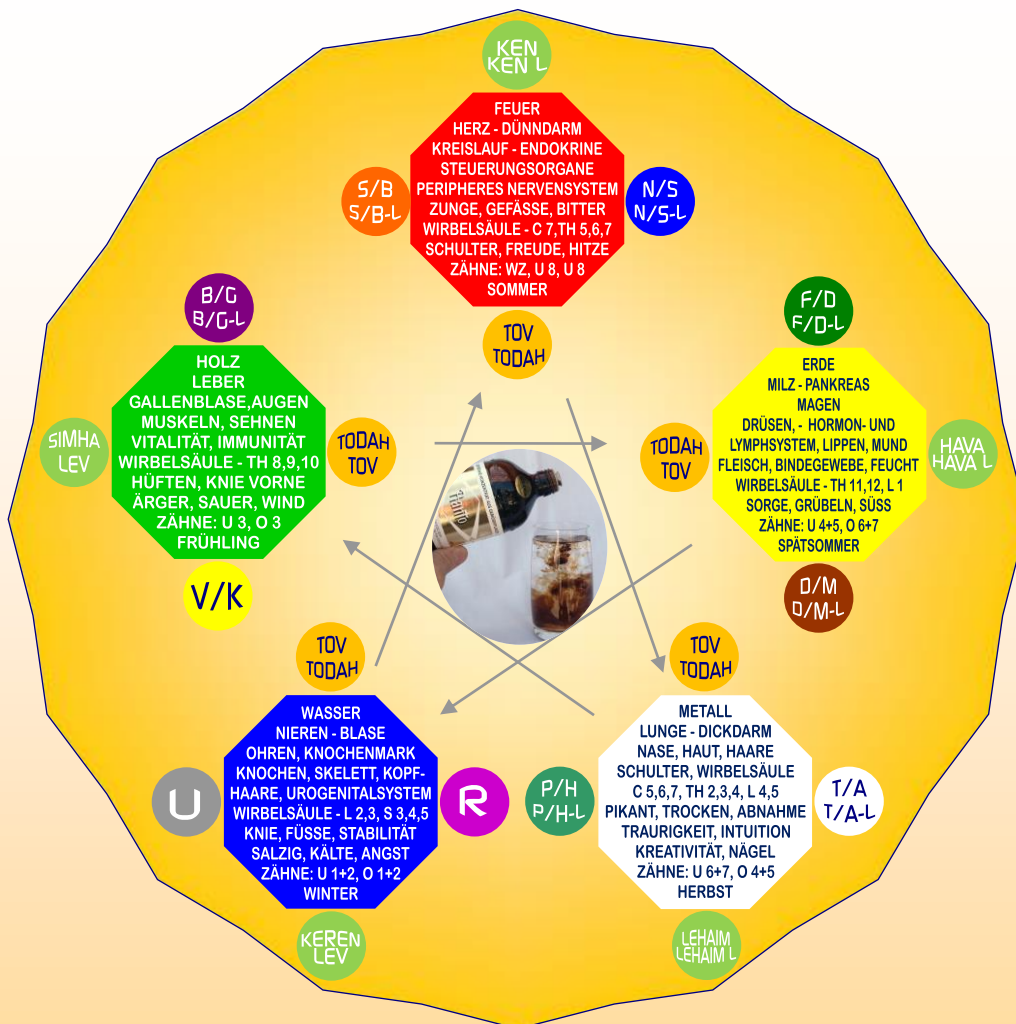 KEN
KEN L
FEUER
HERZ - DÜNNDARM
KREISLAUF - ENDOKRINE
STEUERUNGSORGANE
PERIPHERES NERVENSYSTEM
ZUNGE, GEFÄSSE, BITTER
WIRBELSÄULE - C 7,TH 5,6,7
SCHULTER, FREUDE, HITZE
ZÄHNE: WZ, U 8, U 8
SOMMER
S/B
S/B-L
N/S
N/S-L
TOV
TODAH
B/G
B/G-L
HOLZ
LEBER
GALLENBLASE,AUGEN
MUSKELN, SEHNEN
VITALITÄT, IMMUNITÄT
WIRBELSÄULE - TH 8,9,10
HÜFTEN, KNIE VORNE
ÄRGER, SAUER, WIND
ZÄHNE: U 3, O 3
FRÜHLING
SIMHA
LEV
TODAH
TOV
V/K
F/D
F/D-L
ERDE
MILZ - PANKREAS
MAGEN
DRÜSEN, - HORMON- UND
LYMPHSYSTEM, LIPPEN, MUND
FLEISCH, BINDEGEWEBE, FEUCHT
WIRBELSÄULE - TH 11,12, L 1
SORGE, GRÜBELN, SÜSS
ZÄHNE: U 4+5, O 6+7
SPÄTSOMMER
TODAH
TOV
HAVA
HAVA L
D/M
D/M-L
TOV
TODAH
WASSER
NIEREN - BLASE
OHREN, KNOCHENMARK
KNOCHEN, SKELETT, KOPF-
HAARE, UROGENITALSYSTEM
WIRBELSÄULE - L 2,3, S 3,4,5
KNIE, FÜSSE, STABILITÄT
SALZIG, KÄLTE, ANGST
ZÄHNE: U 1+2, O 1+2
WINTER
U
R
KEREN
LEV
TOV
TODAH
METALL
LUNGE - DICKDARM
NASE, HAUT, HAARE
SCHULTER, WIRBELSÄULE
C 5,6,7, TH 2,3,4, L 4,5
PIKANT, TROCKEN, ABNAHME
TRAURIGKEIT, INTUITION
KREATIVITÄT, NÄGEL
ZÄHNE: U 6+7, O 4+5
HERBST
P/H
P/H-L
T/A
T/A-L
LEHAIM
LEHAIM L